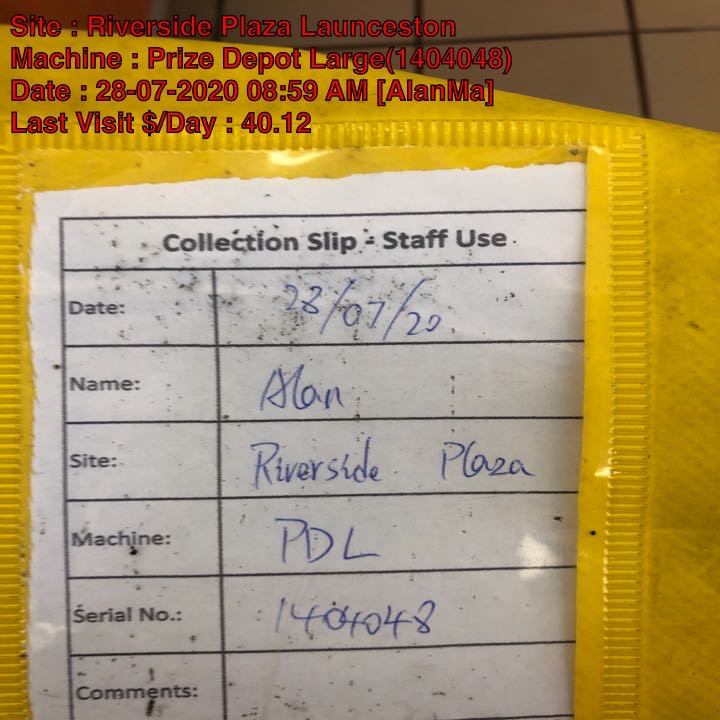 Site : Riverside Plaza Launceston
Machine : Prize Depot Large(1404048)
Date : 28-07-2020 08:59 AM [AlanMa]
Last Visit $/Day : 40.12
Collection Slip - Staff Use
Date: 28/07/20
Name: Alan
Site: Riverside Plaza
Machine: PDL
Serial No.: 1404048
Comments: